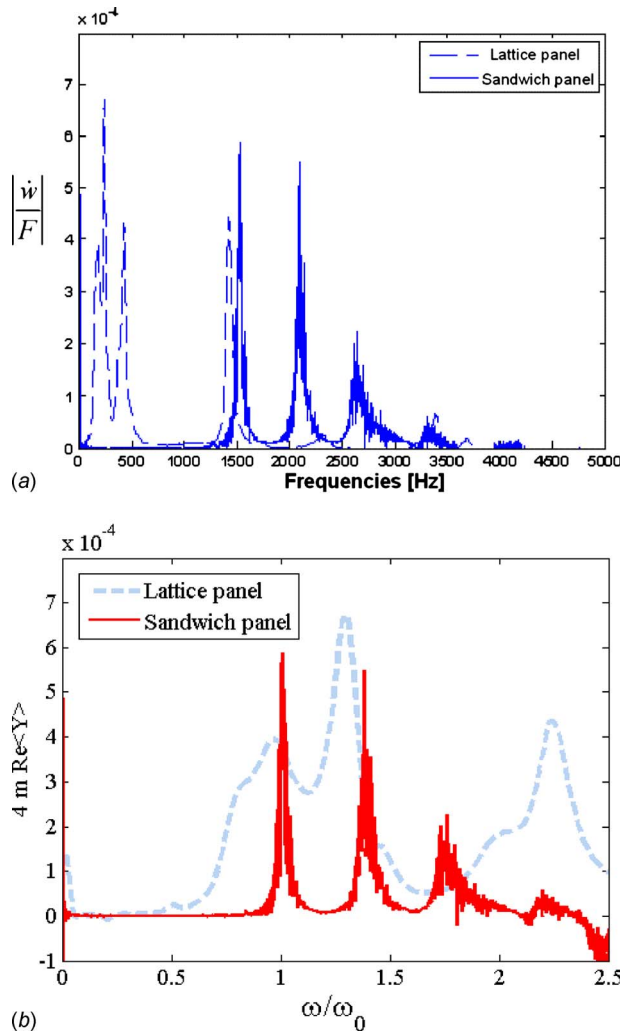 × 10⁻⁴
8
7
6
5
4
3
2
1
0
|ẇ/F|
Lattice panel
Sandwich panel
0 500 1000 1500 2000 2500 3000 3500 4000 4500 5000
Frequencies [Hz]
(a)
x 10⁻⁴
7
6
5
4
3
2
1
0
-1
4 m Re<Y>
Lattice panel
Sandwich panel
0 0.5 1 1.5 2 2.5
ω/ω₀
(b)